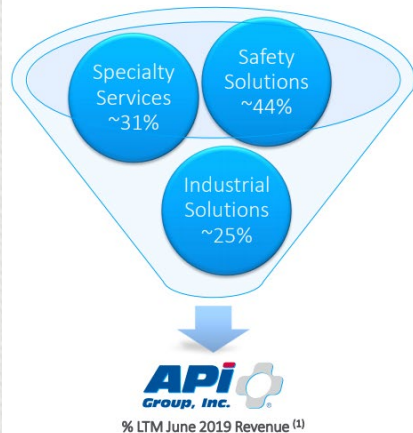 Specialty
Services
~31%
Safety
Solutions
~44%
Industrial
Solutions
~25%
APi
Group, Inc.
% LTM June 2019 Revenue (1)